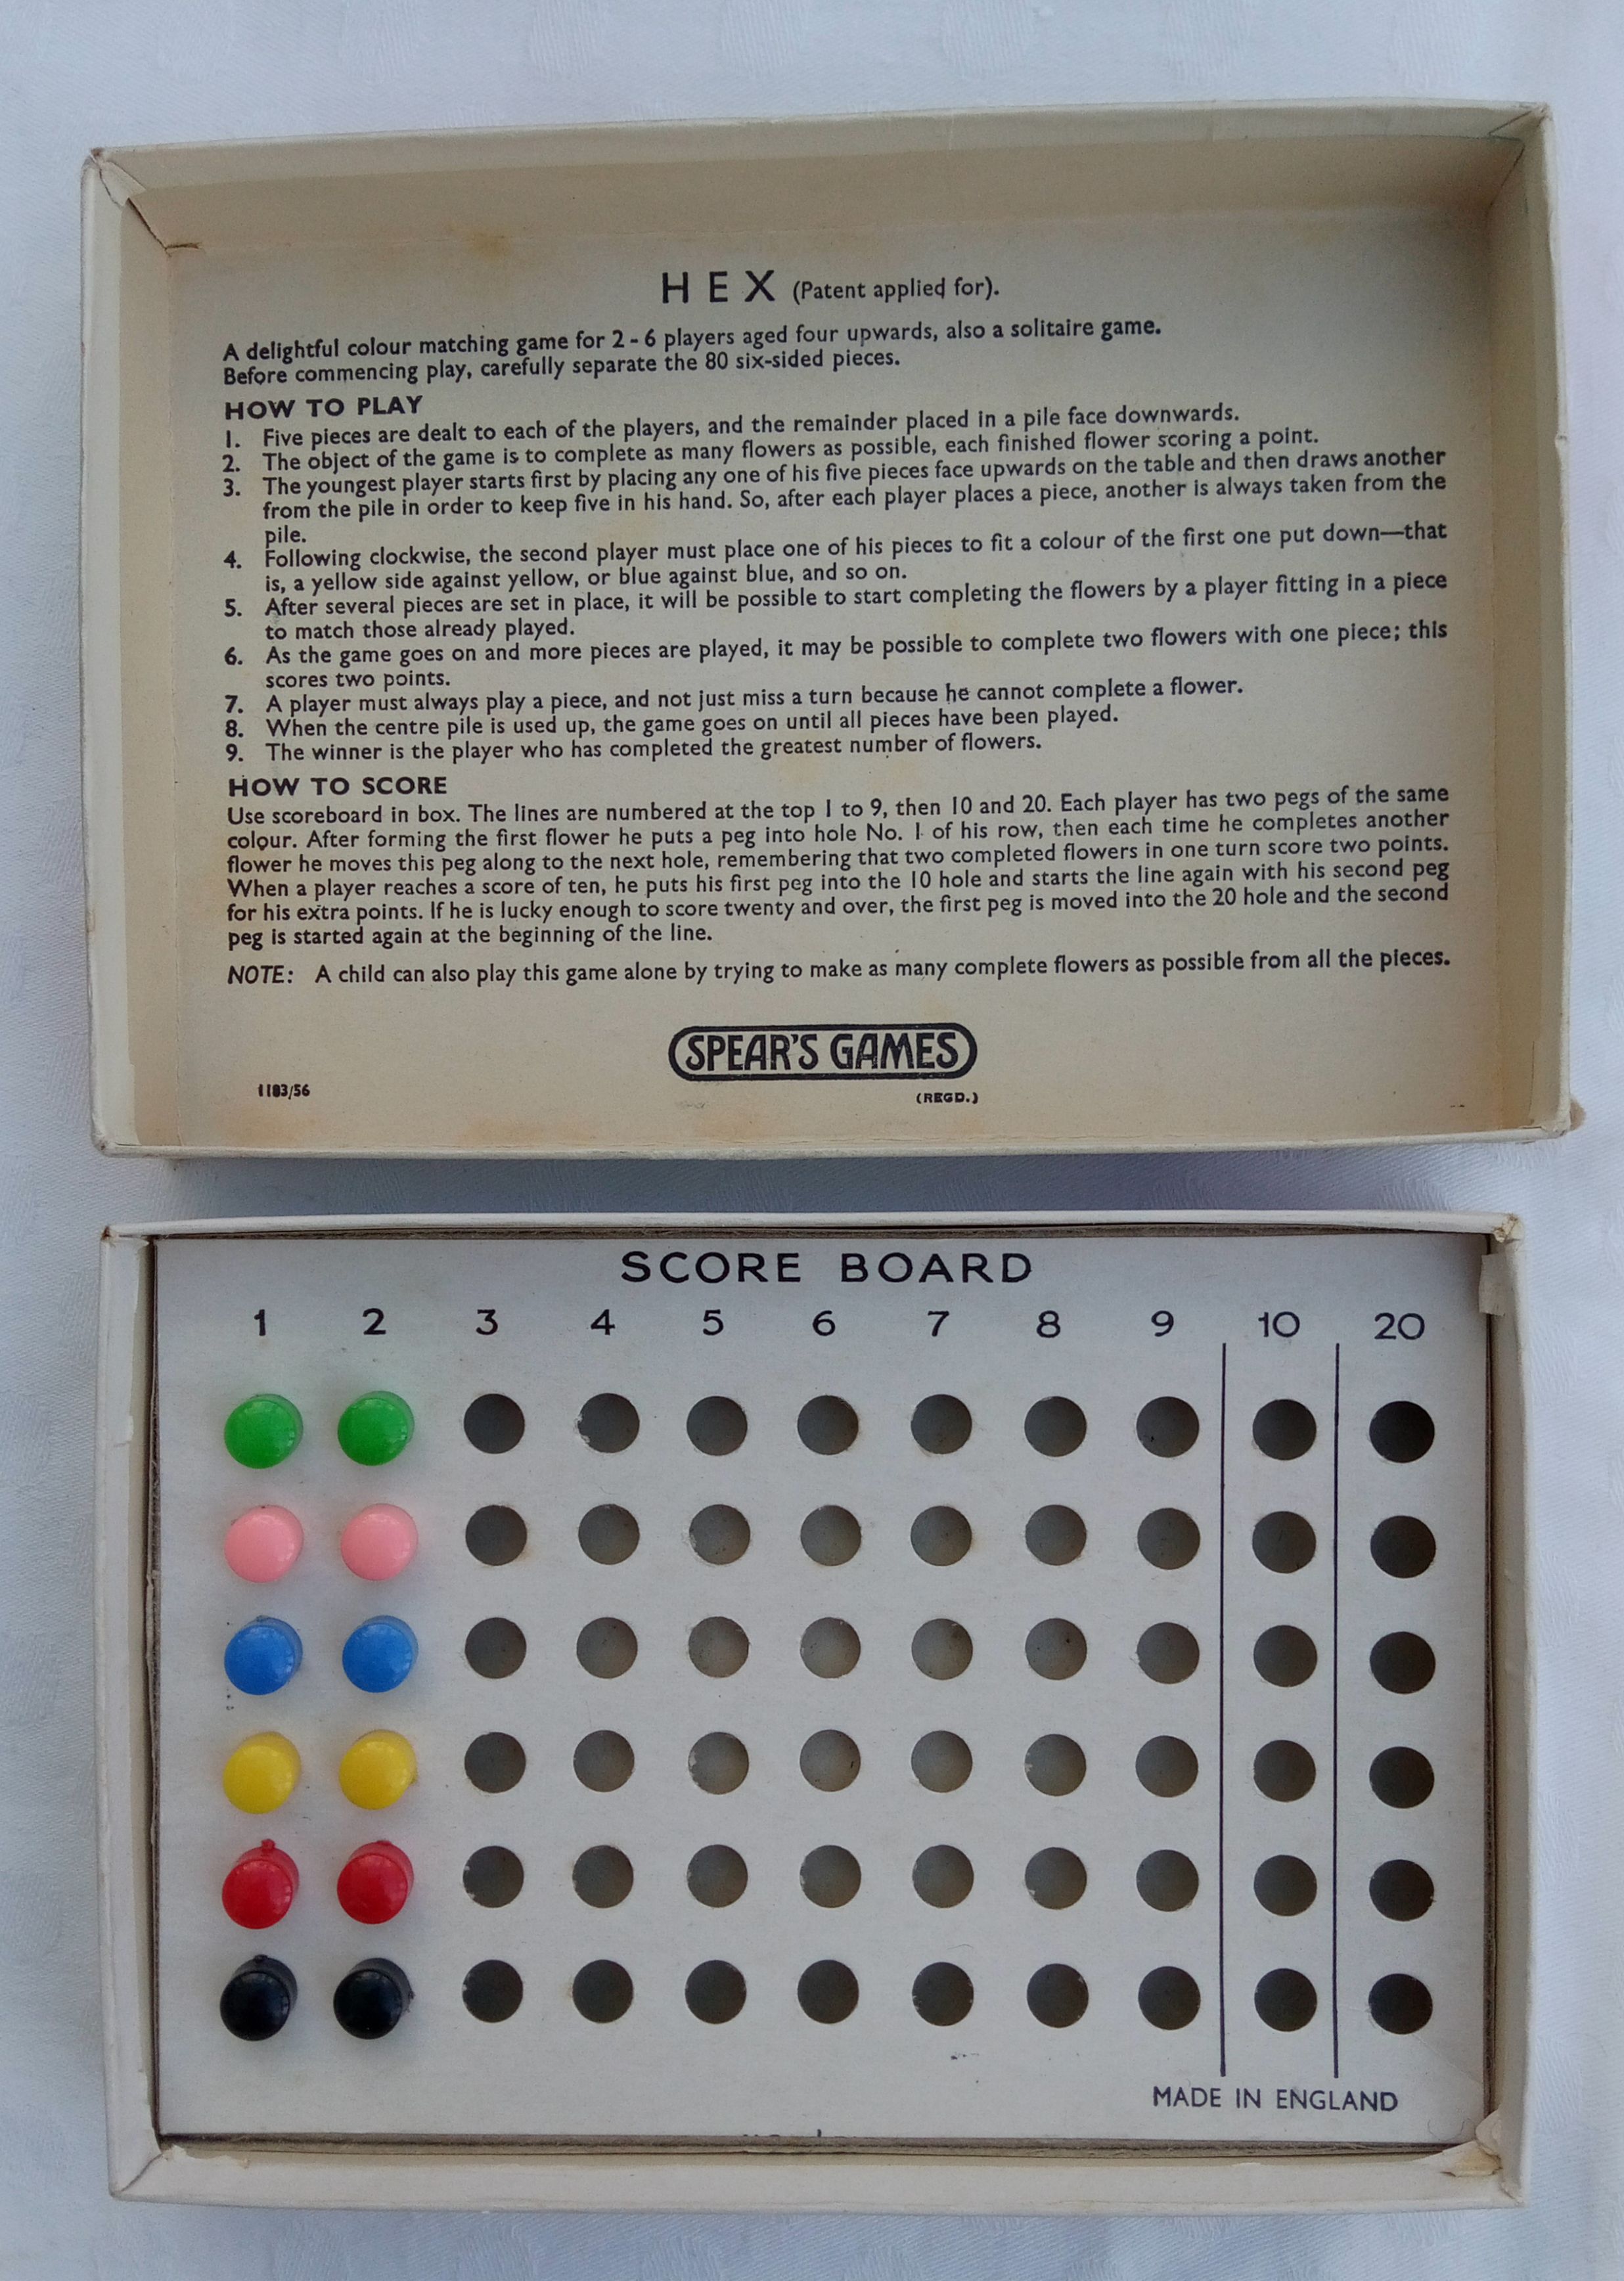 HEX (Patent applied for).
A delightful colour matching game for 2 - 6 players aged four upwards, also a solitaire game.
Before commencing play, carefully separate the 80 six-sided pieces.
HOW TO PLAY
1. Five pieces are dealt to each of the players, and the remainder placed in a pile face downwards.
2. The object of the game is to complete as many flowers as possible, each finished flower scoring a point.
3. The youngest player starts first by placing any one of his five pieces face upwards on the table and then draws another
from the pile in order to keep five in his hand. So, after each player places a piece, another is always taken from the
pile.
4. Following clockwise, the second player must place one of his pieces to fit a colour of the first one put down—that
is, a yellow side against yellow, or blue against blue, and so on.
5. After several pieces are set in place, it will be possible to start completing the flowers by a player fitting in a piece
to match those already played.
6. As the game goes on and more pieces are played, it may be possible to complete two flowers with one piece; this
scores two points.
7. A player must always play a piece, and not just miss a turn because he cannot complete a flower.
8. When the centre pile is used up, the game goes on until all pieces have been played.
9. The winner is the player who has completed the greatest number of flowers.
HOW TO SCORE
Use scoreboard in box. The lines are numbered at the top 1 to 9, then 10 and 20. Each player has two pegs of the same
colour. After forming the first flower he puts a peg into hole No. 1 of his row, then each time he completes another
flower he moves this peg along to the next hole, remembering that two completed flowers in one turn score two points.
When a player reaches a score of ten, he puts his first peg into the 10 hole and starts the line again with his second peg
for his extra points. If he is lucky enough to score twenty and over, the first peg is moved into the 20 hole and the second
peg is started again at the beginning of the line.
NOTE: A child can also play this game alone by trying to make as many complete flowers as possible from all the pieces.
SPEAR'S GAMES
(REGD.)
1183/56
SCORE BOARD
1 2 3 4 5 6 7 8 9 10 20
MADE IN ENGLAND